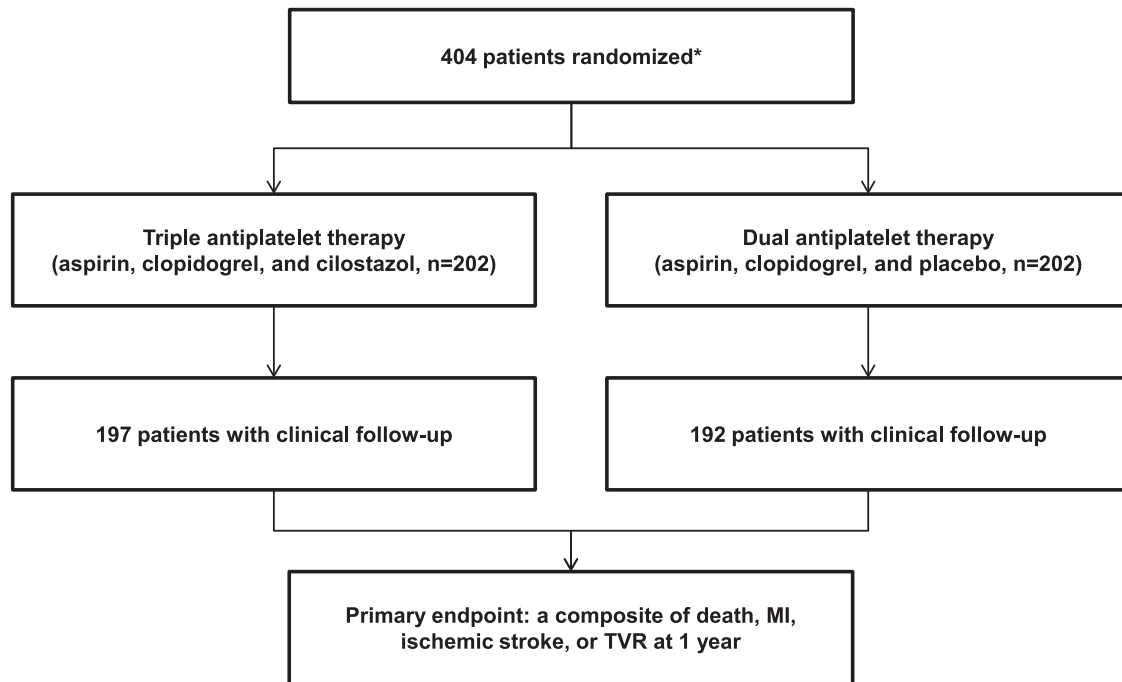 404 patients randomized*
Triple antiplatelet therapy
(aspirin, clopidogrel, and cilostazol, n=202)
Dual antiplatelet therapy
(aspirin, clopidogrel, and placebo, n=202)
197 patients with clinical follow-up
192 patients with clinical follow-up
Primary endpoint: a composite of death, MI,
ischemic stroke, or TVR at 1 year